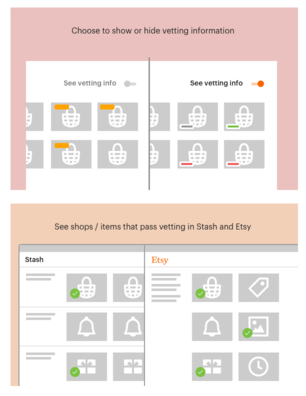 Choose to show or hide vetting information
See vetting info
See vetting info
See shops / items that pass vetting in Stash and Etsy
Stash
Etsy